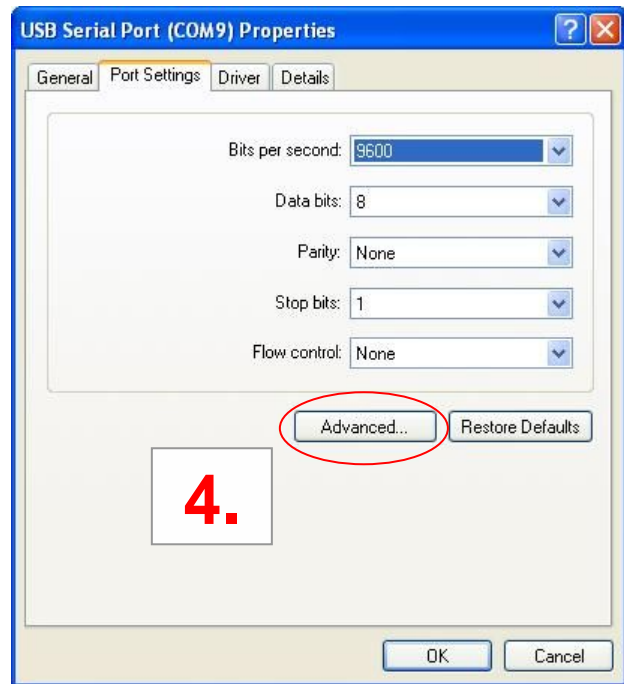 USB Serial Port (COM9) Properties
General Port Settings Driver Details
Bits per second: 9600
Data bits: 8
Parity: None
Stop bits: 1
Flow control: None
Advanced... Restore Defaults
4.
OK Cancel